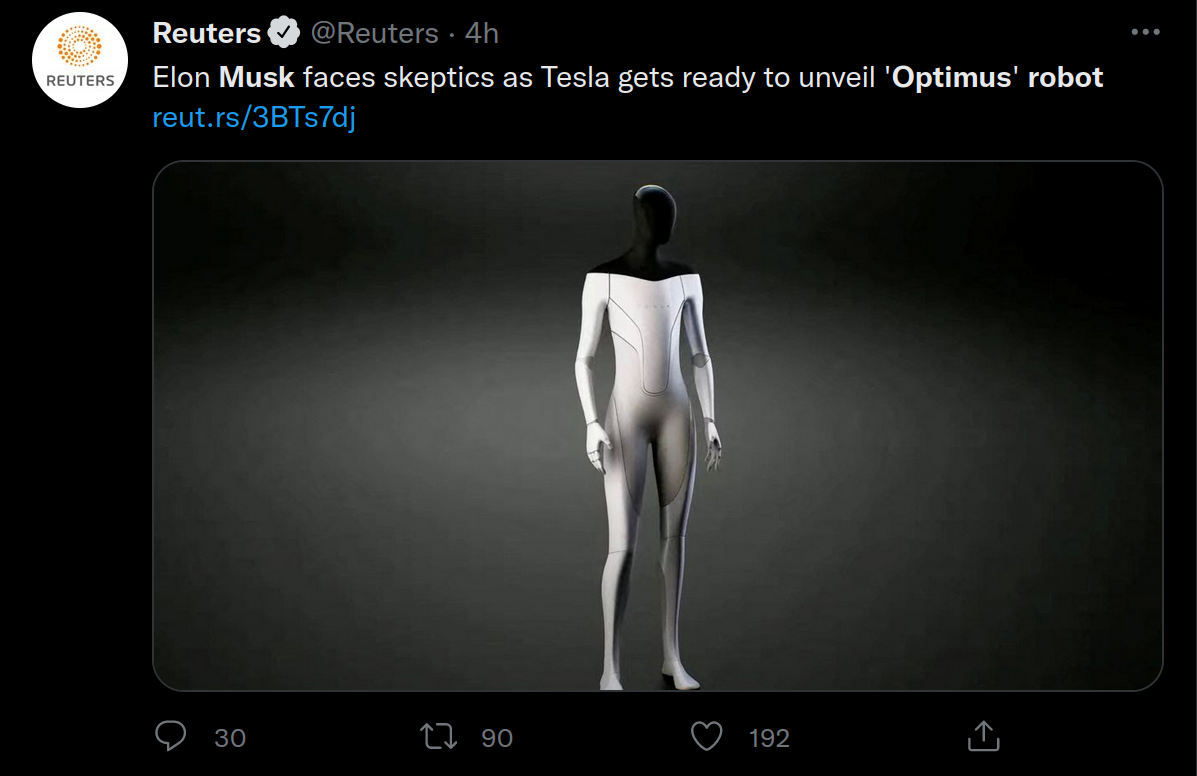 Reuters @Reuters · 4h
Elon Musk faces skeptics as Tesla gets ready to unveil 'Optimus' robot
reut.rs/3BTs7dj
REUTERS
30 90 192